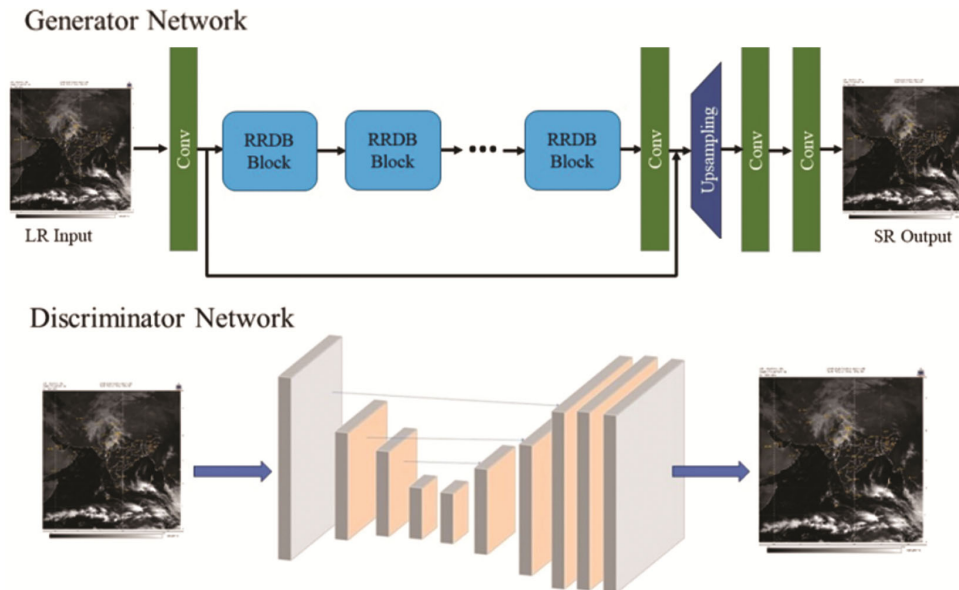 Generator Network
Conv
RRDB
Block
RRDB
Block
RRDB
Block
Conv
Upsampling
Conv
Conv
LR Input
SR Output
Discriminator Network